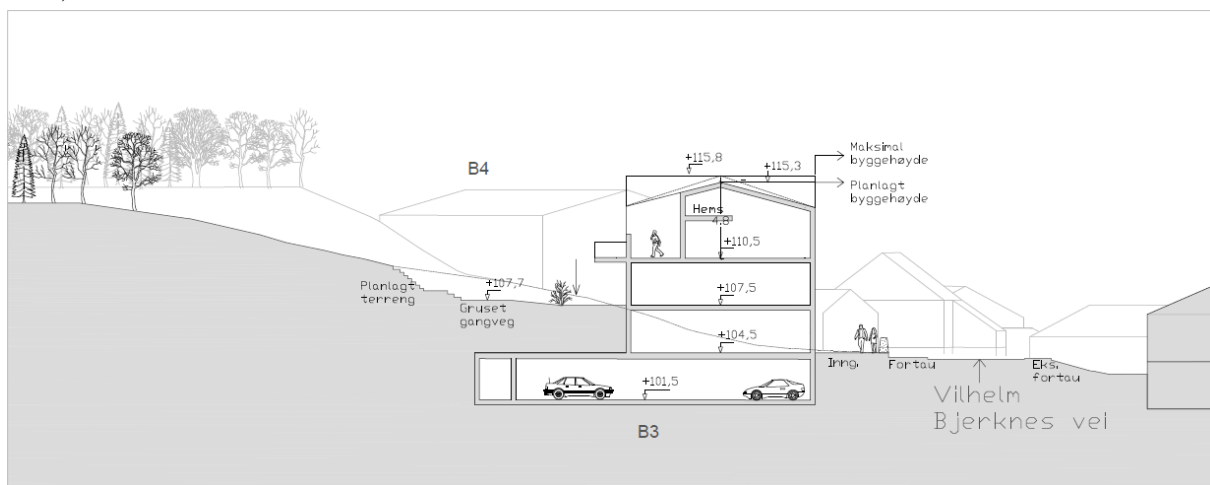 +115,8
+115,3
Maksimal
byggehøyde
Planlagt
byggehøyde
B4
Hems
4.8
+110,5
+107,7
+107,5
Planlagt
terreng
Gruset
gangveg
+104,5
Inng.
Fortau
Eks.
fortau
+101,5
Vilhelm
Bjerknes vei
B3